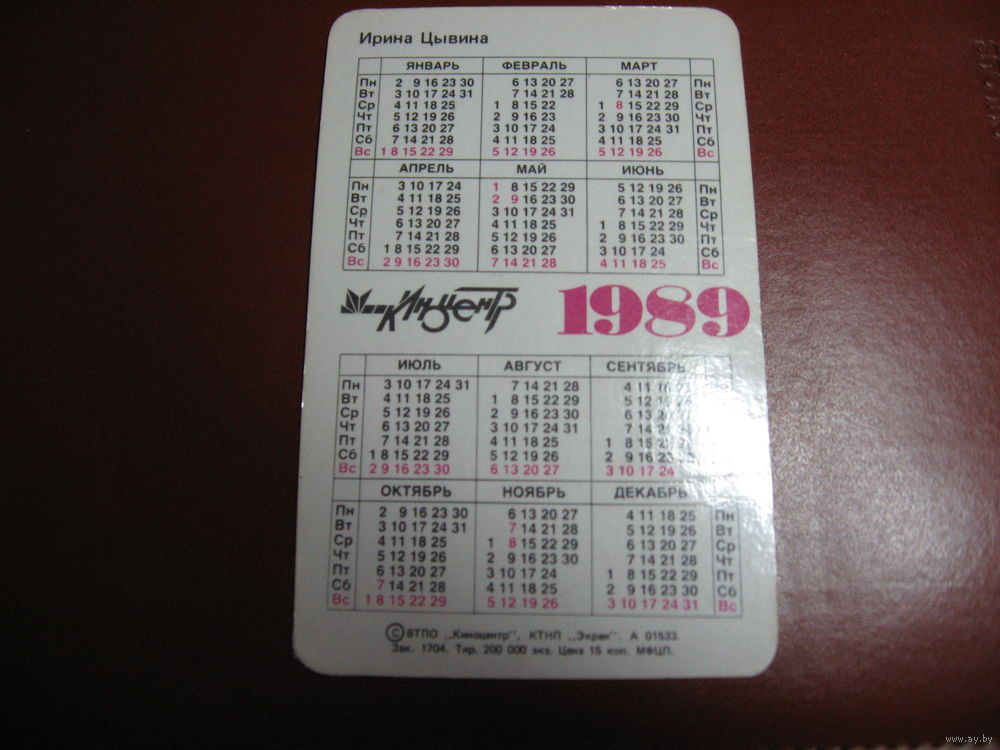 Ирина Цывина
ЯНВАРЬ ФЕВРАЛЬ МАРТ
Пн 2 9 16 23 30 6 13 20 27 6 13 20 27 Пн
Вт 3 10 17 24 31 7 14 21 28 7 14 21 28 Вт
Ср 4 11 18 25 1 8 15 22 1 8 15 22 29 Ср
Чт 5 12 19 26 2 9 16 23 2 9 16 23 30 Чт
Пт 6 13 20 27 3 10 17 24 3 10 17 24 31 Пт
Сб 7 14 21 28 4 11 18 25 4 11 18 25 Сб
Вс 1 8 15 22 29 5 12 19 26 5 12 19 26 Вс
АПРЕЛЬ МАЙ ИЮНЬ
Пн 3 10 17 24 1 8 15 22 29 5 12 19 26 Пн
Вт 4 11 18 25 2 9 16 23 30 6 13 20 27 Вт
Ср 5 12 19 26 3 10 17 24 31 7 14 21 28 Ср
Чт 6 13 20 27 4 11 18 25 1 8 15 22 29 Чт
Пт 7 14 21 28 5 12 19 26 2 9 16 23 30 Пт
Сб 1 8 15 22 29 6 13 20 27 3 10 17 24 Сб
Вс 2 9 16 23 30 7 14 21 28 4 11 18 25 Вс
Киноцентр 1989
ИЮЛЬ АВГУСТ СЕНТЯБРЬ
Пн 3 10 17 24 31 7 14 21 28 4 11 18
Вт 4 11 18 25 1 8 15 22 29 5 12
Ср 5 12 19 26 2 9 16 23 30 6 13
Чт 6 13 20 27 3 10 17 24 31 7 14
Пт 7 14 21 28 4 11 18 25 1 8 15
Сб 1 8 15 22 29 5 12 19 26 2 9 16 23
Вс 2 9 16 23 30 6 13 20 27 3 10 17 24
ОКТЯБРЬ НОЯБРЬ ДЕКАБРЬ
Пн 2 9 16 23 30 6 13 20 27 4 11 18 25 Пн
Вт 3 10 17 24 31 7 14 21 28 5 12 19 26 Вт
Ср 4 11 18 25 1 8 15 22 29 6 13 20 27 Ср
Чт 5 12 19 26 2 9 16 23 30 7 14 21 28 Чт
Пт 6 13 20 27 3 10 17 24 1 8 15 22 29 Пт
Сб 7 14 21 28 4 11 18 25 2 9 16 23 30 Сб
Вс 1 8 15 22 29 5 12 19 26 3 10 17 24 31 Вс
© ВТПО ,,Киноцентр", КТНП ,,Экран". А 01533.
Зак. 1704. Тир. 200 000 экз. Цена 15 коп. МФЦП.
www.ay.by